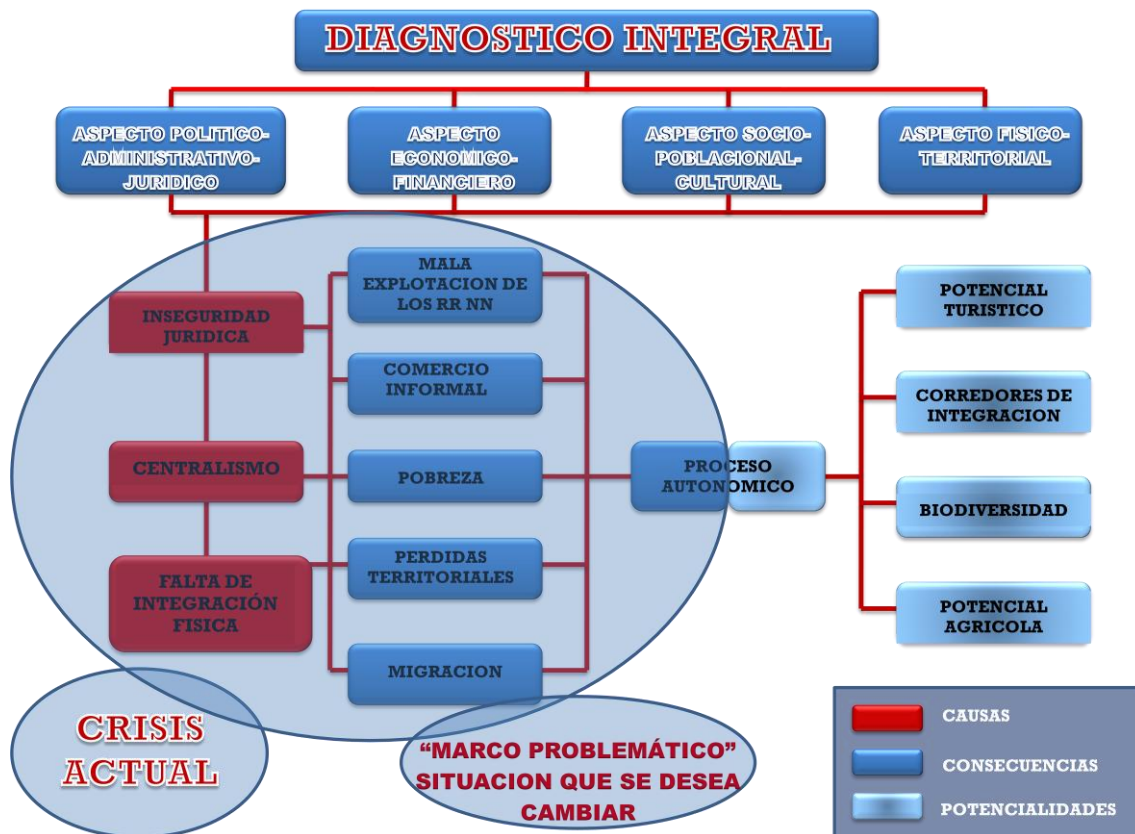 DIAGNOSTICO INTEGRAL
ASPECTO POLITICO-
ADMINISTRATIVO-
JURIDICO
ASPECTO
ECONOMICO-
FINANCIERO
ASPECTO SOCIO-
POBLACIONAL-
CULTURAL
ASPECTO FISICO-
TERRITORIAL
INSEGURIDAD
JURIDICA
CENTRALISMO
FALTA DE
INTEGRACIÓN
FISICA
MALA
EXPLOTACION DE
LOS RR NN
COMERCIO
INFORMAL
POBREZA
PERDIDAS
TERRITORIALES
MIGRACION
PROCESO
AUTONOMICO
POTENCIAL
TURISTICO
CORREDORES DE
INTEGRACION
BIODIVERSIDAD
POTENCIAL
AGRICOLA
CRISIS
ACTUAL
“MARCO PROBLEMÁTICO”
SITUACION QUE SE DESEA
CAMBIAR
CAUSAS
CONSECUENCIAS
POTENCIALIDADES